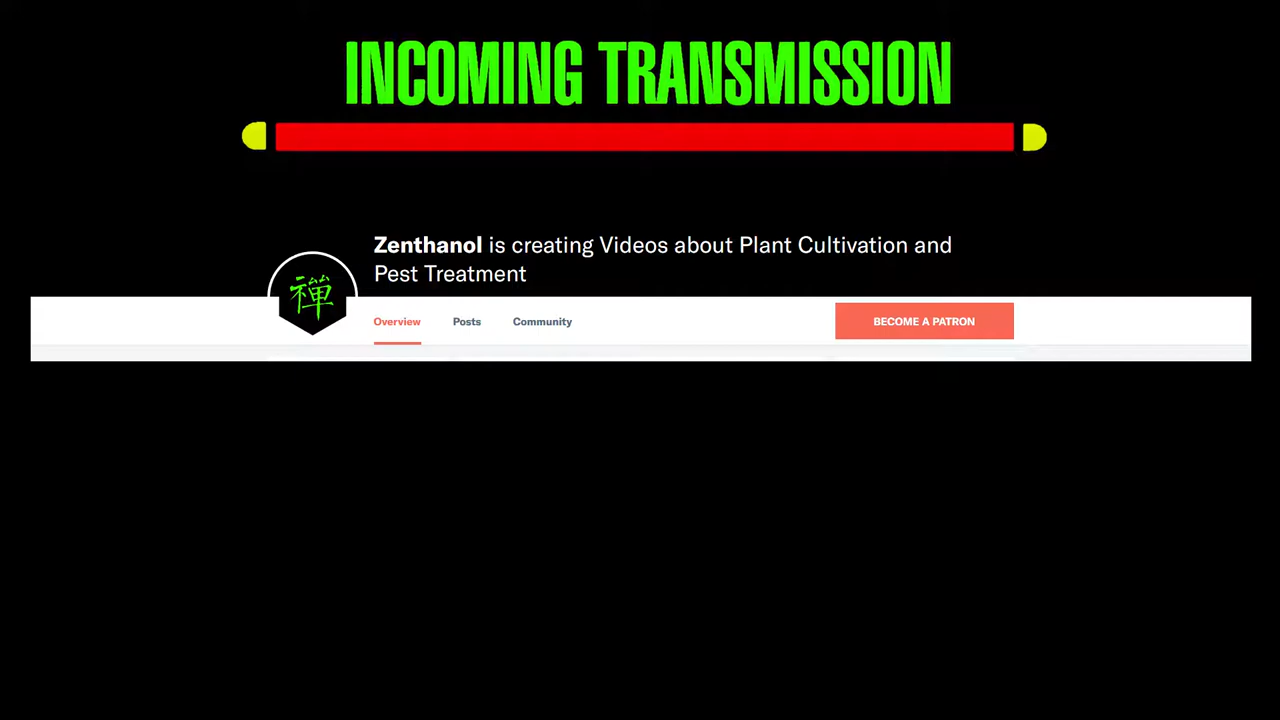 INCOMING TRANSMISSION
Zenthanol is creating Videos about Plant Cultivation and
Pest Treatment
禪
Overview Posts Community BECOME A PATRON